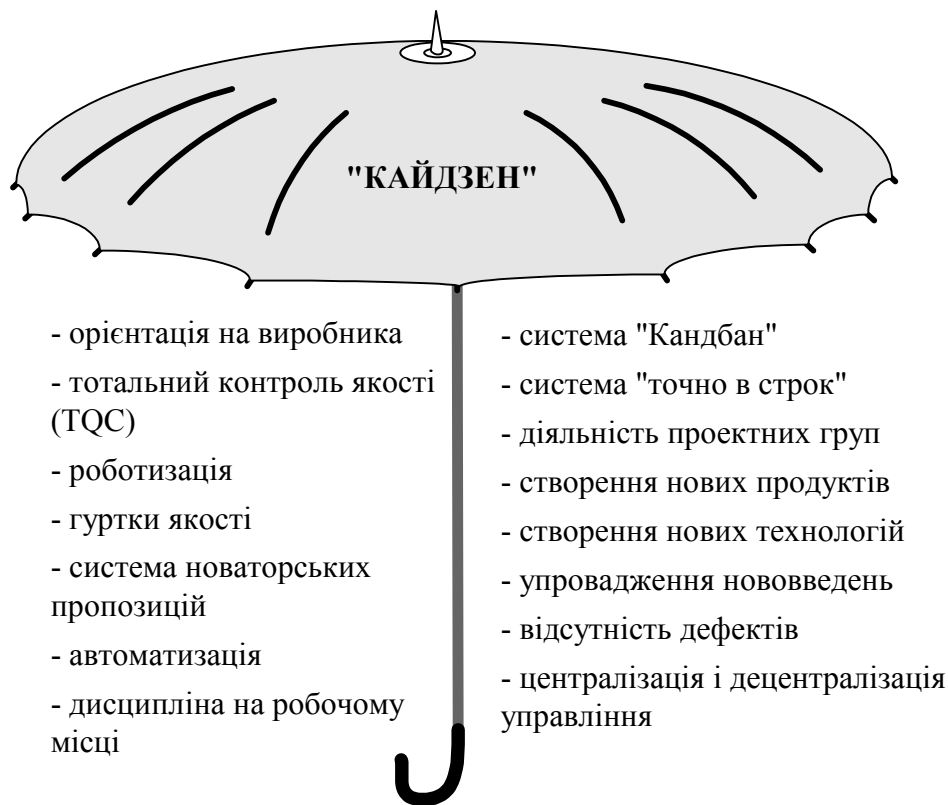 "КАЙДЗЕН"
- орієнтація на виробника
- тотальний контроль якості
(TQC)
- роботизація
- гуртки якості
- система новаторських
пропозицій
- автоматизація
- дисципліна на робочому
місці
- система "Кандбан"
- система "точно в строк"
- діяльність проектних груп
- створення нових продуктів
- створення нових технологій
- упровадження нововведень
- відсутність дефектів
- централізація і децентралізація
управління